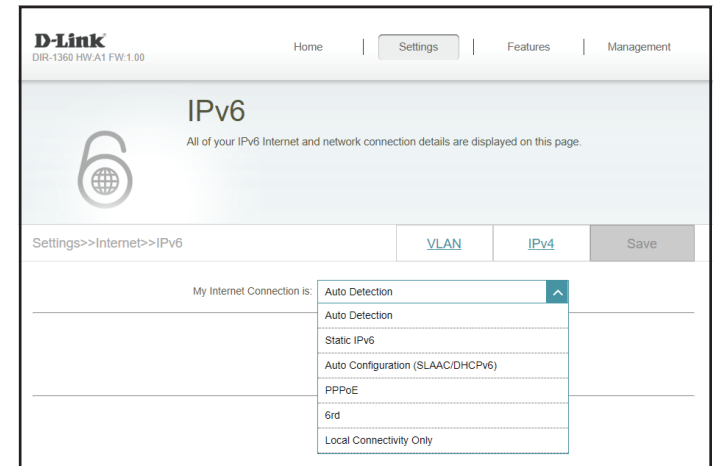 D-Link
DIR-1360 HW:A1 FW:1.00
Home | Settings | Features | Management
IPv6
All of your IPv6 Internet and network connection details are displayed on this page.
Settings>>Internet>>IPv6 VLAN IPv4 Save
My Internet Connection is: Auto Detection
Auto Detection
Static IPv6
Auto Configuration (SLAAC/DHCPv6)
PPPoE
6rd
Local Connectivity Only